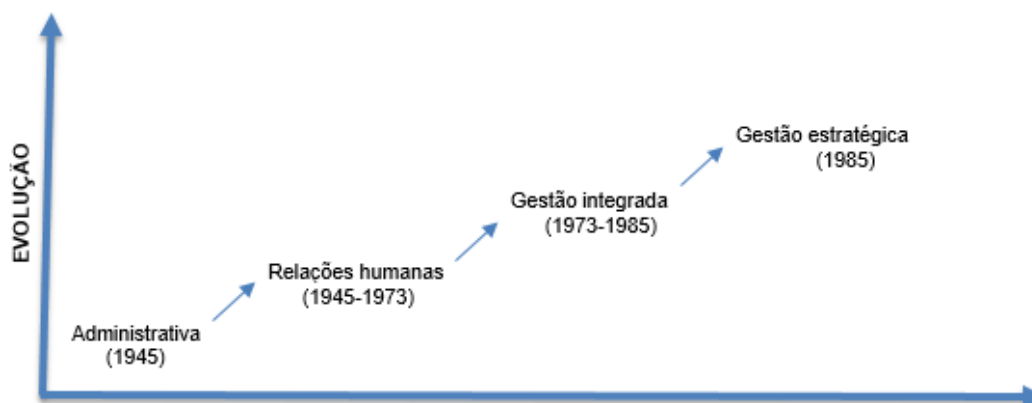 EVOLUÇÃO
Gestão estratégica
(1985)
Gestão integrada
(1973-1985)
Relações humanas
(1945-1973)
Administrativa
(1945)